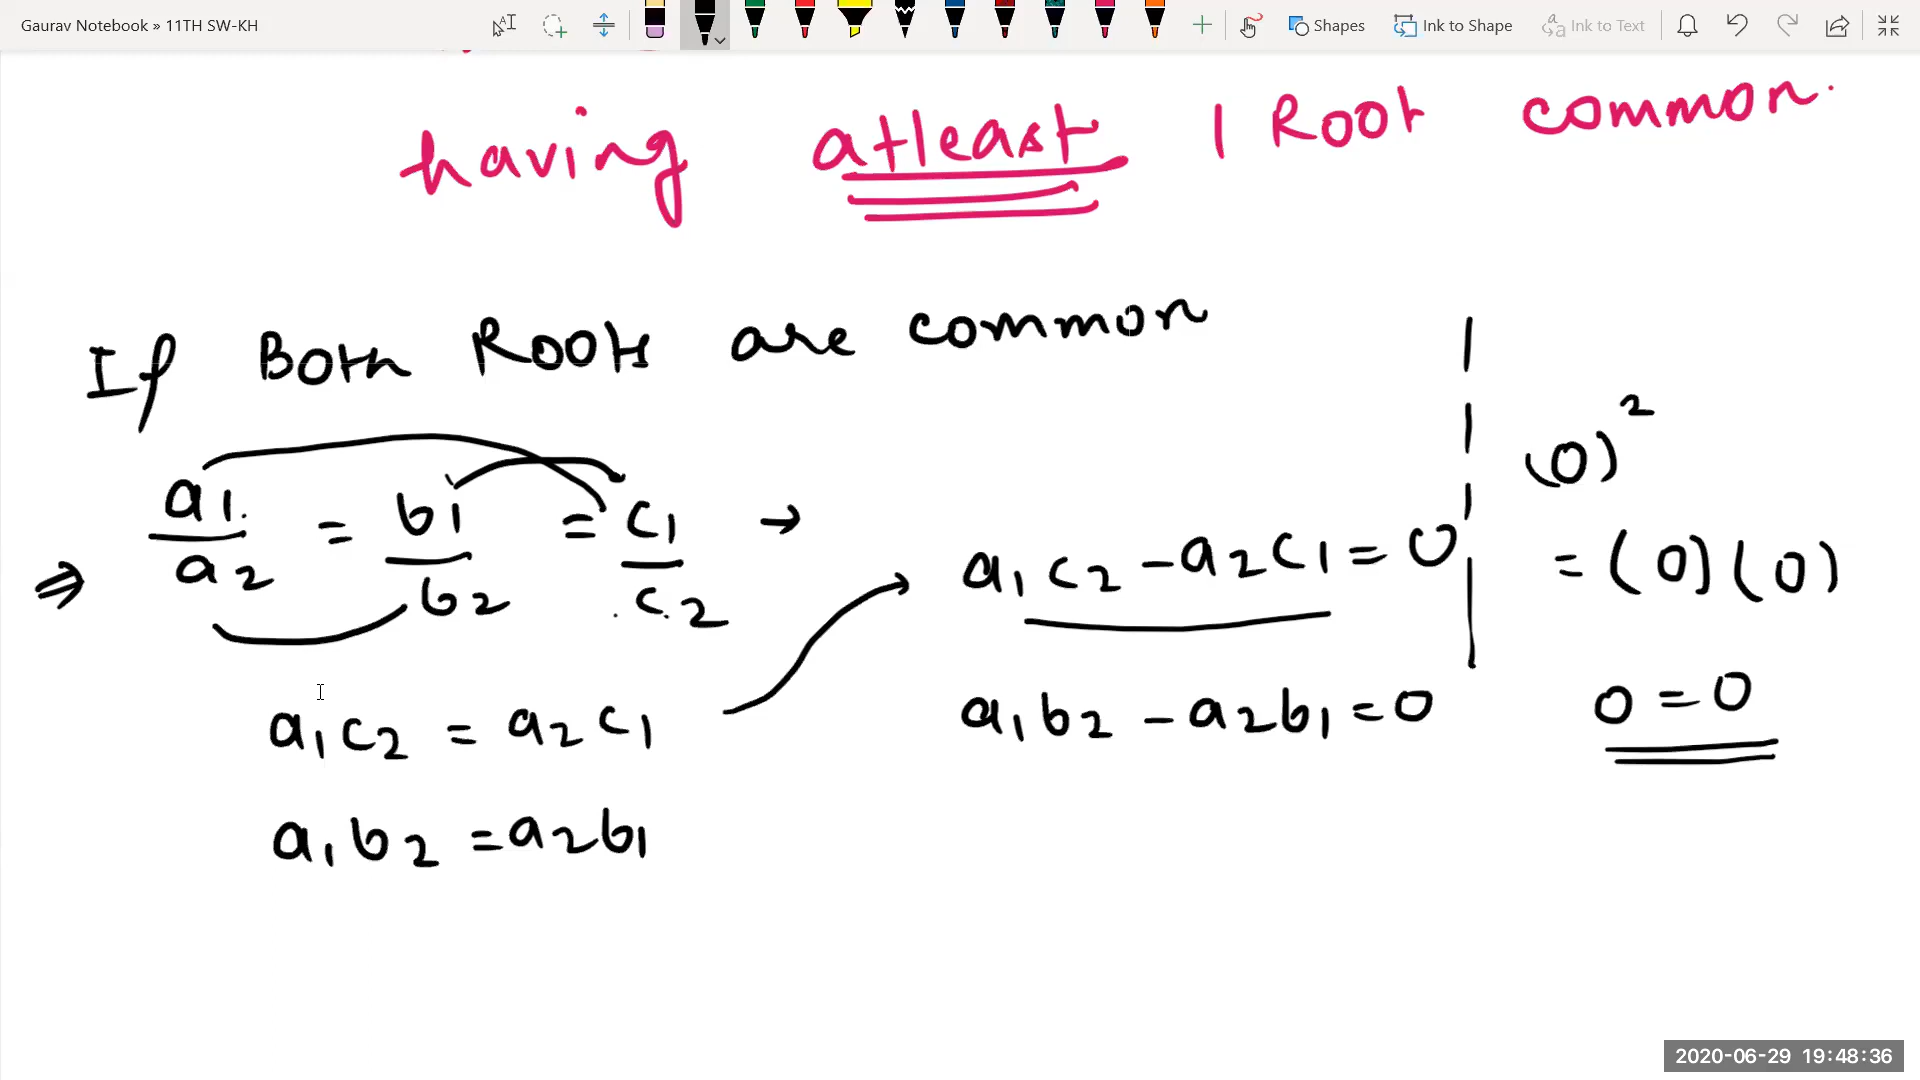 Gaurav Notebook » 11TH SW-KH
Shapes Ink to Shape Ink to Text
having atleast 1 Root common.
If Both Roots are common
⇒ a1/a2 = b1/b2 = c1/c2 →
a1c2 = a2c1
a1b2 = a2b1
a1c2 - a2c1 = 0
a1b2 - a2b1 = 0
(0)²
= (0)(0)
0 = 0
2020-06-29 19:48:36